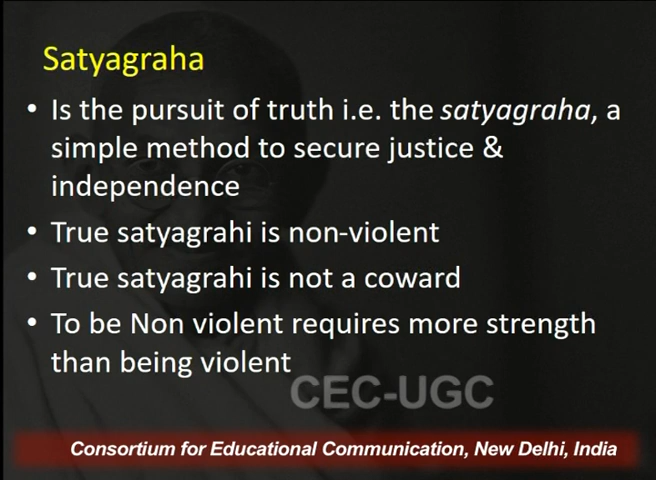 Satyagraha
• Is the pursuit of truth i.e. the satyagraha, a
simple method to secure justice &
independence
• True satyagrahi is non-violent
• True satyagrahi is not a coward
• To be Non violent requires more strength
than being violent
CEC-UGC
Consortium for Educational Communication, New Delhi, India